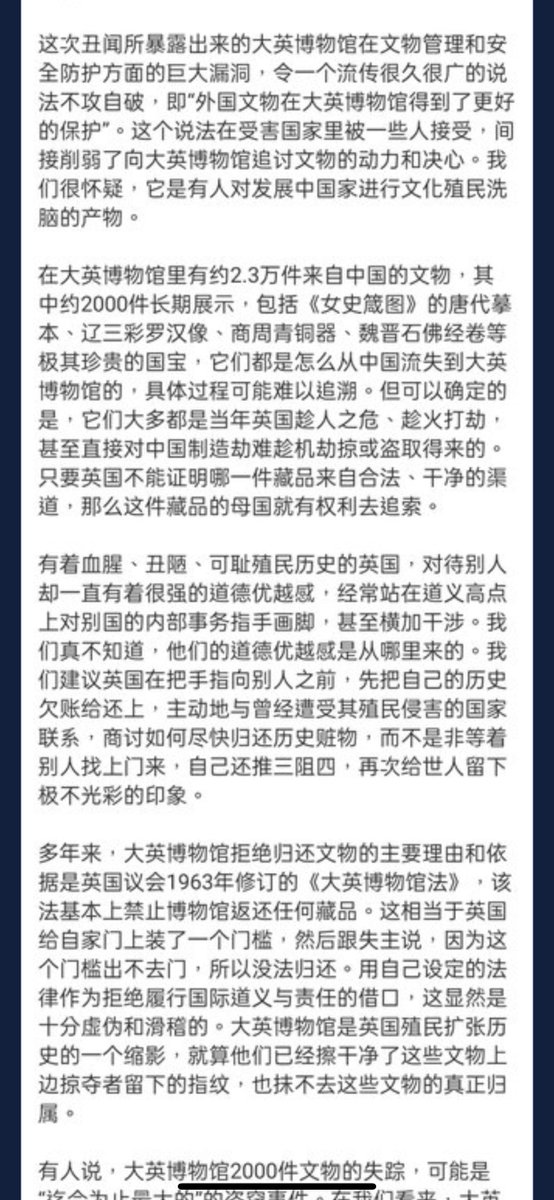 这次丑闻所暴露出来的大英博物馆在文物管理和安
全防护方面的巨大漏洞，令一个流传很久很广的说
法不攻自破，即“外国文物在大英博物馆得到了更好
的保护”。这个说法在受害国家里被一些人接受，间
接削弱了向大英博物馆追讨文物的动力和决心。我
们很怀疑，它是有人对发展中国家进行文化殖民洗
脑的产物。
在大英博物馆里有约2.3万件来自中国的文物，其
中约2000件长期展示，包括《女史箴图》的唐代摹
本、辽三彩罗汉像、商周青铜器、魏晋石佛经卷等
极其珍贵的国宝，它们都是怎么从中国流失到大英
博物馆的，具体过程可能难以追溯。但可以确定的
是，它们大多都是当年英国趁人之危、趁火打劫，
甚至直接对中国制造劫难趁机劫掠或盗取得来的。
只要英国不能证明哪一件藏品来自合法、干净的渠
道，那么这件藏品的母国就有权利去追索。
有着血腥、丑陋、可耻殖民历史的英国，对待别人
却一直有着很强的道德优越感，经常站在道义高点
上对别国的内部事务指手画脚，甚至横加干涉。我
们真不知道，他们的道德优越感是从哪里来的。我
们建议英国在把手指向别人之前，先把自己的历史
欠账给还上，主动地与曾经遭受其殖民侵害的国家
联系，商讨如何尽快归还历史赃物，而不是非等着
别人找上门来，自己还推三阻四，再次给世人留下
极不光彩的印象。
多年来，大英博物馆拒绝归还文物的主要理由和依
据是英国议会1963年修订的《大英博物馆法》，该
法基本上禁止博物馆返还任何藏品。这相当于英国
给自家门上装了一个门槛，然后跟失主说，因为这
个门槛出不去门，所以没法归还。用自己设定的法
律作为拒绝履行国际道义与责任的借口，这显然是
十分虚伪和滑稽的。大英博物馆是英国殖民扩张历
史的一个缩影，就算他们已经擦干净了这些文物上
边掠夺者留下的指纹，也抹不去这些文物的真正归
属。
有人说，大英博物馆2000件文物的失踪，可能是
“迄今为止最大的”的盗窃事件。在我们看来，大英